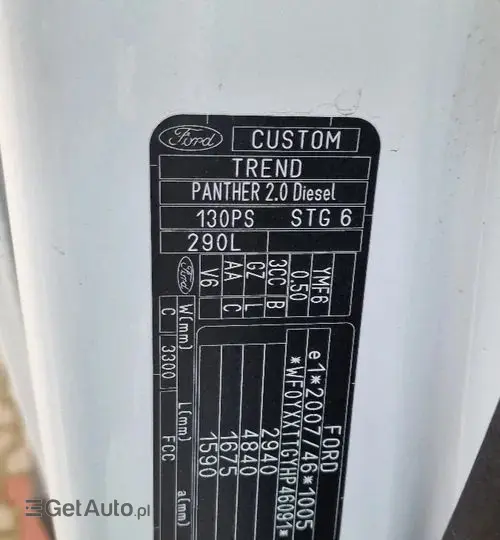 Ford CUSTOM
TREND
PANTHER 2.0 Diesel
130PS STG 6
290L
YMF6
0.50
3CC B
GZ L
AA C
V6
Ford
FORD
e1*2007/46*1005
*WF0YXXTTGYHP46091*
2940
4840
1675
1590
W(mm) L(mm) a(mm)
C 3300 FCC
GetAuto.pl